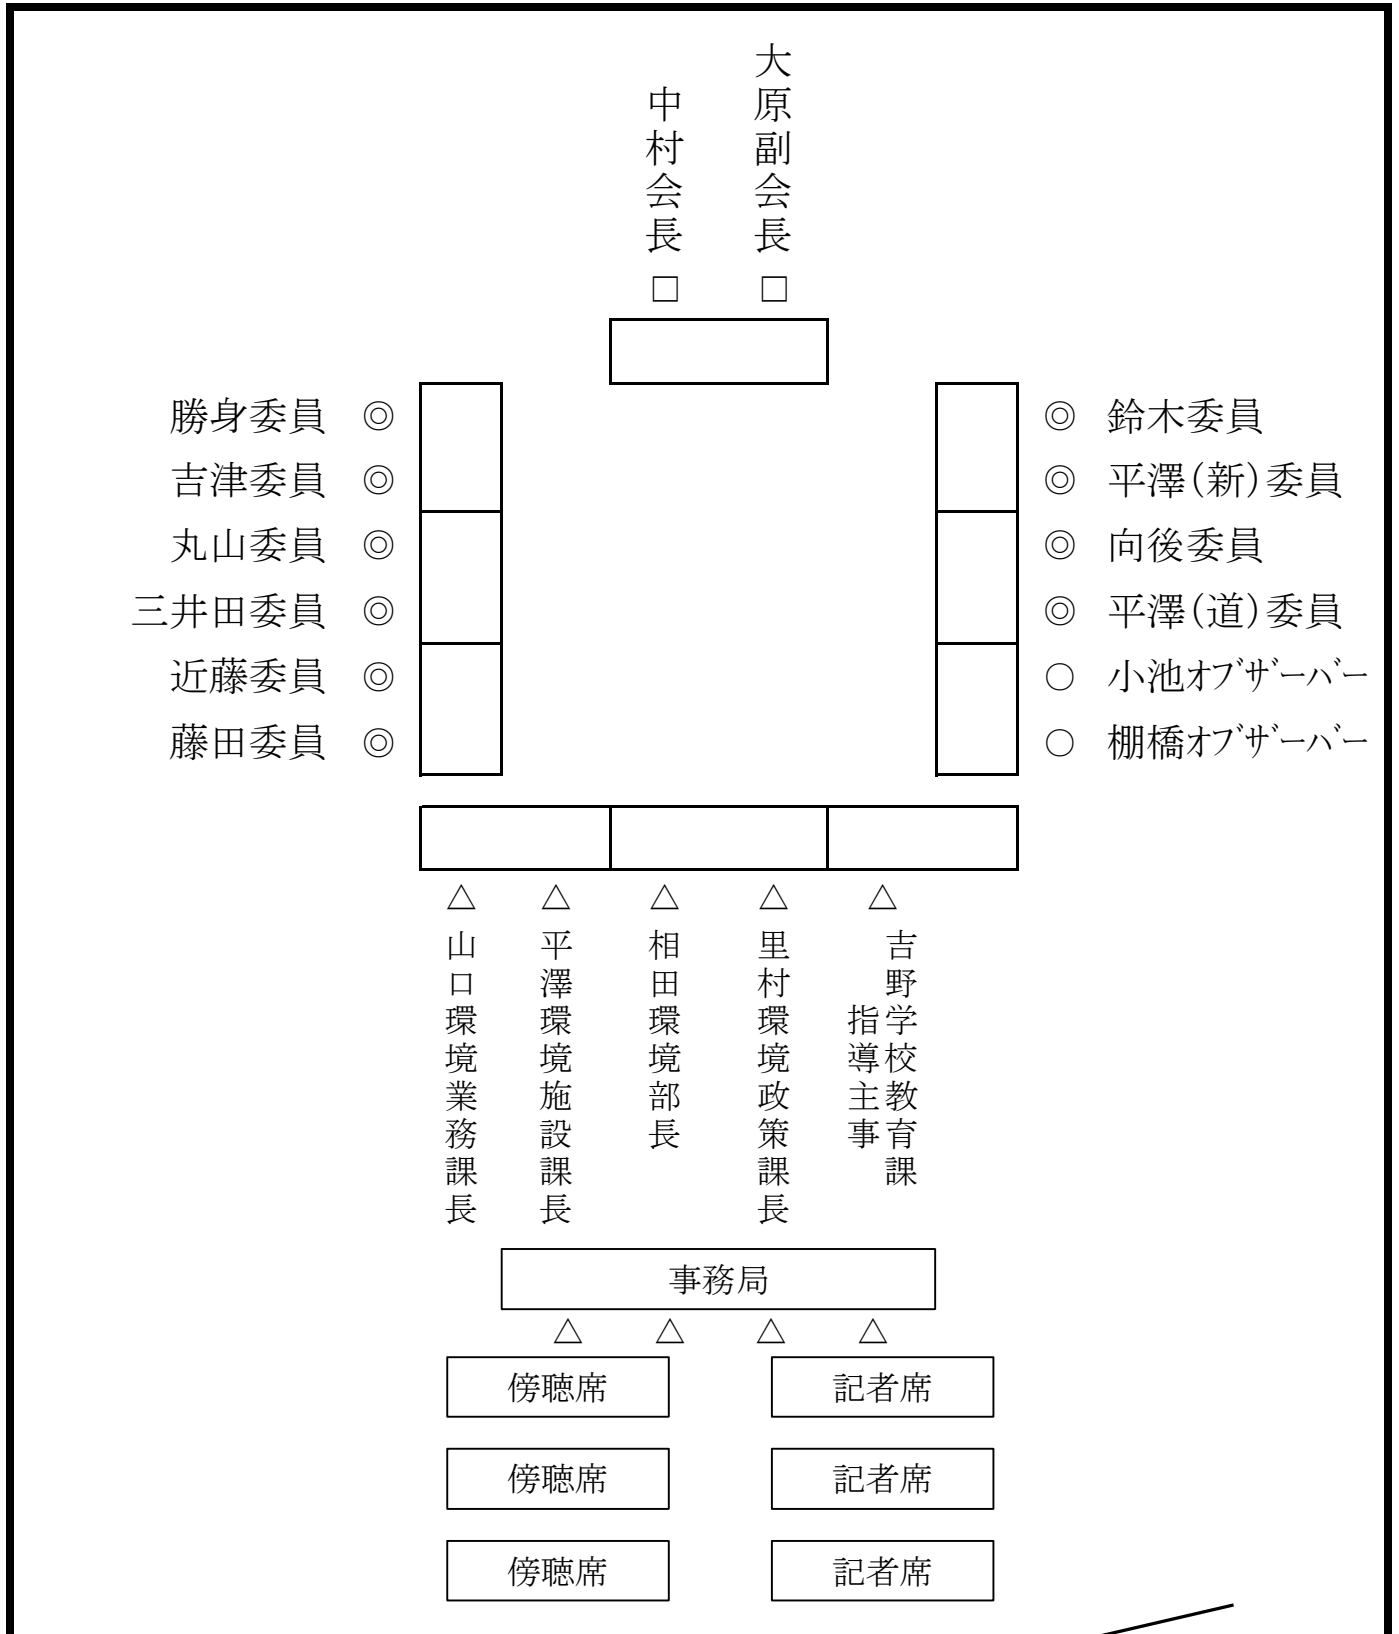 大原副会長
中村会長
□ □
勝身委員 ◎
吉津委員 ◎
丸山委員 ◎
三井田委員 ◎
近藤委員 ◎
藤田委員 ◎
◎ 鈴木委員
◎ 平澤(新)委員
◎ 向後委員
◎ 平澤(道)委員
○ 小池ｵﾌﾞｻﾞｰﾊﾞｰ
○ 棚橋ｵﾌﾞｻﾞｰﾊﾞｰ
△ △ △ △ △
吉野学校教育課
指導主事
里村環境政策課長
相田環境部長
平澤環境施設課長
山口環境業務課長
事務局
△ △ △ △
傍聴席 記者席
傍聴席 記者席
傍聴席 記者席